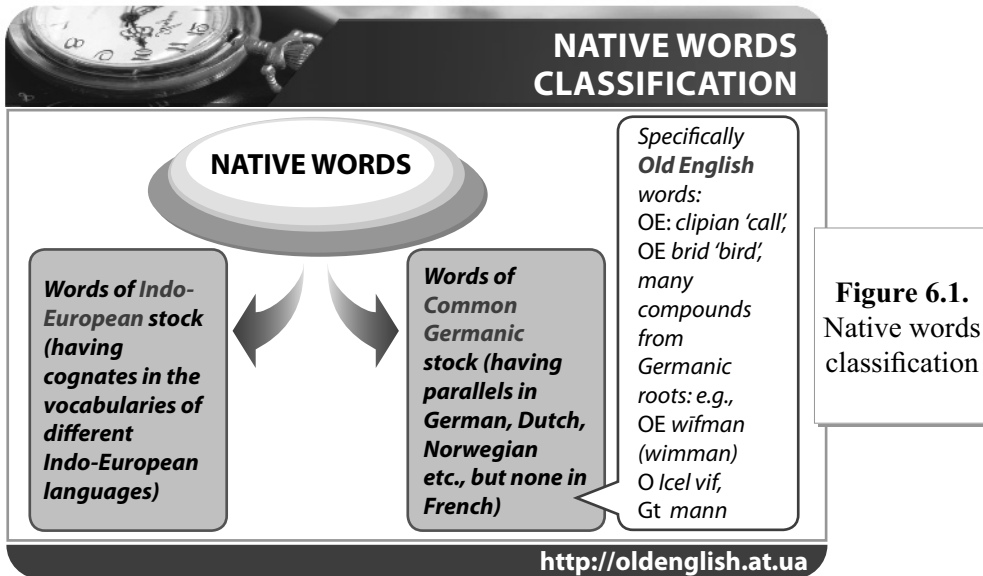 NATIVE WORDS
CLASSIFICATION
NATIVE WORDS
Words of Indo-
European stock
(having
cognates in the
vocabularies of
different
Indo-European
languages)
Words of
Common
Germanic
stock (having
parallels in
German, Dutch,
Norwegian
etc., but none in
French)
Specifically
Old English
words:
OE: clipian ‘call’,
OE brid ‘bird’,
many
compounds
from
Germanic
roots: e.g.,
OE wīfman
(wimman)
O Icel vif,
Gt mann
http://oldenglish.at.ua
Figure 6.1.
Native words
classification